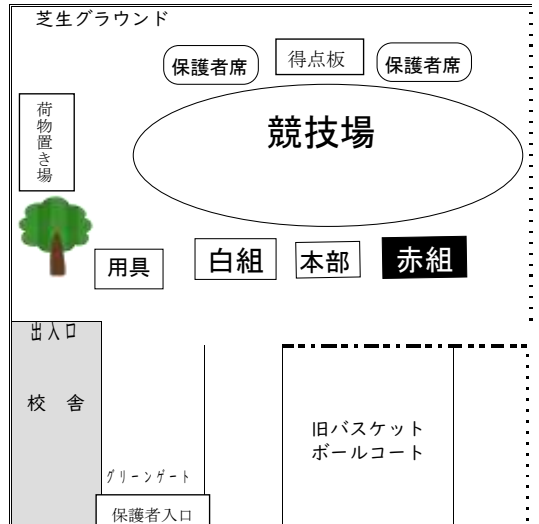 芝生グラウンド
保護者席
得点板
保護者席
荷物置き場
競技場
用具
白組
本部
赤組
出入口
校 舎
旧バスケット
ボールコート
グリーンゲート
保護者入口